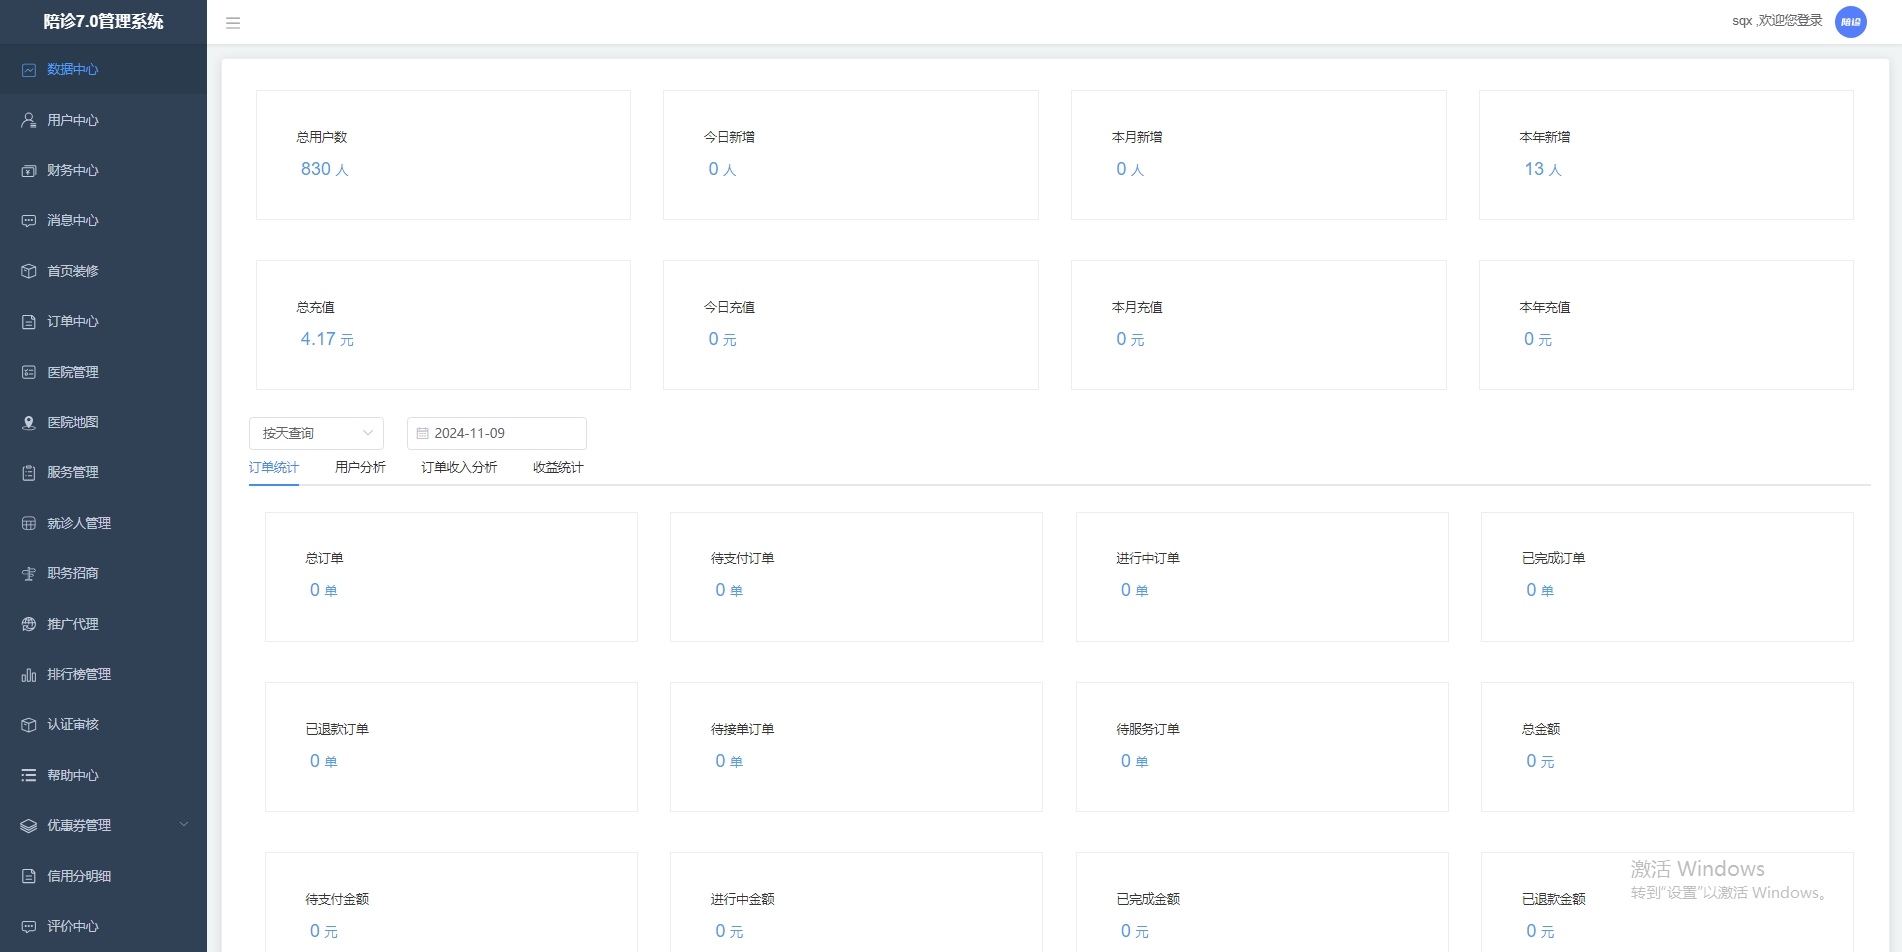 陪诊7.0管理系统
sqx ,欢迎您登录
陪诊
数据中心
用户中心
财务中心
消息中心
首页装修
订单中心
医院管理
医院地图
服务管理
就诊人管理
职务招商
推广代理
排行榜管理
认证审核
帮助中心
优惠券管理
信用分明细
评价中心
总用户数
830 人
今日新增
0 人
本月新增
0 人
本年新增
13 人
总充值
4.17 元
今日充值
0 元
本月充值
0 元
本年充值
0 元
按天查询
2024-11-09
订单统计 用户分析 订单收入分析 收益统计
总订单
0 单
待支付订单
0 单
进行中订单
0 单
已完成订单
0 单
已退款订单
0 单
待接单订单
0 单
待服务订单
0 单
总金额
0 元
待支付金额
0 元
进行中金额
0 元
已完成金额
0 元
已退款金额
0 元
激活 Windows
转到“设置”以激活 Windows。